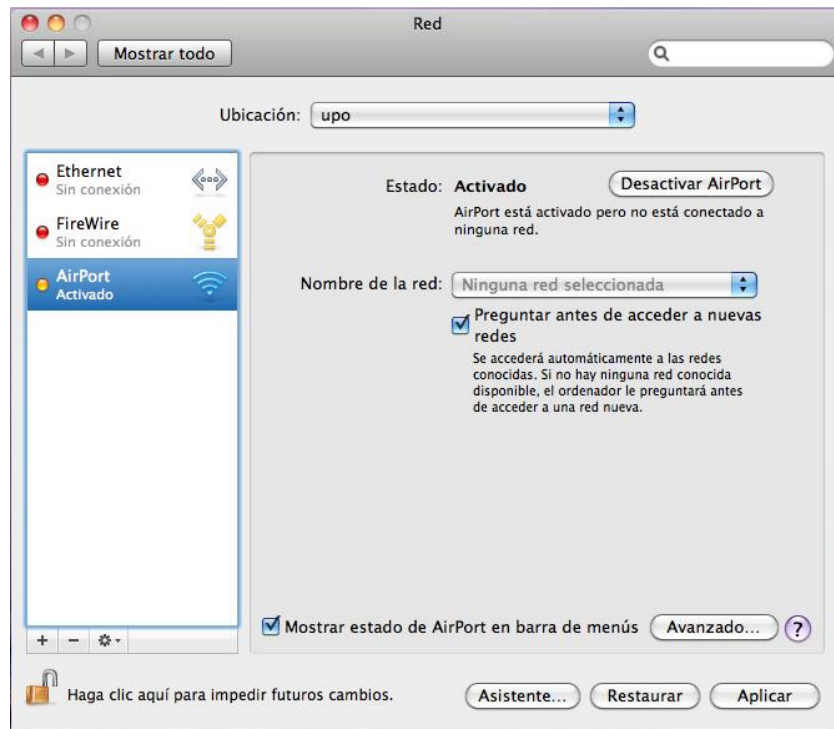 Red
Mostrar todo
Ubicación: upo
Ethernet
Sin conexión
FireWire
Sin conexión
AirPort
Activado
Estado: Activado
Desactivar AirPort
AirPort está activado pero no está conectado a
ninguna red.
Nombre de la red: Ninguna red seleccionada
Preguntar antes de acceder a nuevas
redes
Se accederá automáticamente a las redes
conocidas. Si no hay ninguna red conocida
disponible, el ordenador le preguntará antes
de acceder a una red nueva.
Mostrar estado de AirPort en barra de menús
Avanzado...
?
Haga clic aquí para impedir futuros cambios.
Asistente...
Restaurar
Aplicar